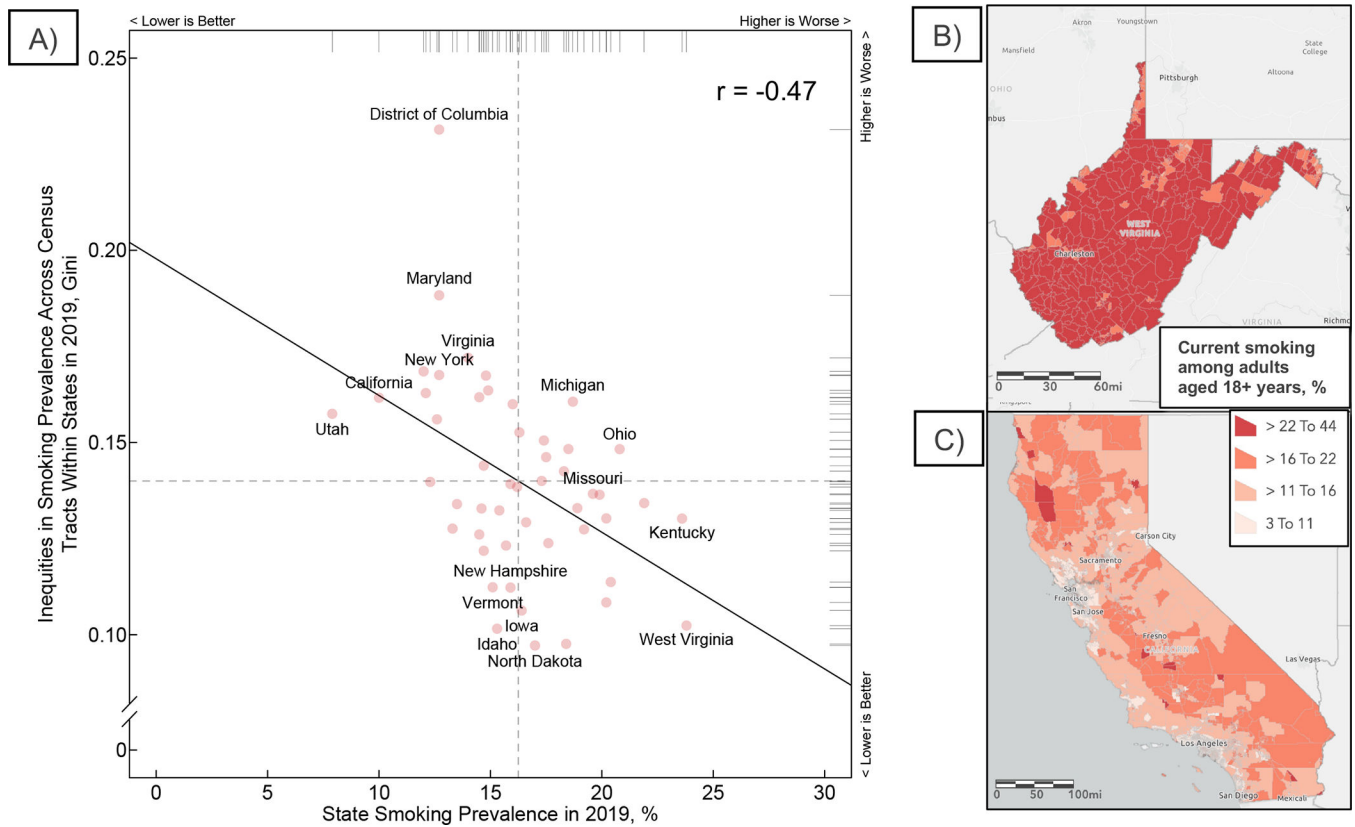 A)
< Lower is Better
Higher is Worse >
r = -0.47
Higher is Worse >
< Lower is Better
Inequities in Smoking Prevalence Across Census
Tracts Within States in 2019, Gini
0.25
0.20
0.15
0.10
0
District of Columbia
Maryland
Virginia
New York
California
Michigan
Utah
Ohio
Missouri
Kentucky
New Hampshire
Vermont
Iowa
Idaho
West Virginia
North Dakota
0 5 10 15 20 25 30
State Smoking Prevalence in 2019, %
B)
Akron
Youngstown
Mansfield
State
College
Pittsburgh
Altoona
OHIO
nbus
WEST
VIRGINIA
Charleston
VIRGINIA
Richmo
0 30 60mi
Current smoking
among adults
aged 18+ years, %
> 22 To 44
> 16 To 22
> 11 To 16
3 To 11
C)
Carson City
Sacramento
San
Francisco
San Jose
Fresno
CALIFORNIA
Las Vegas
Los Angeles
San Diego
Mexicali
0 50 100mi